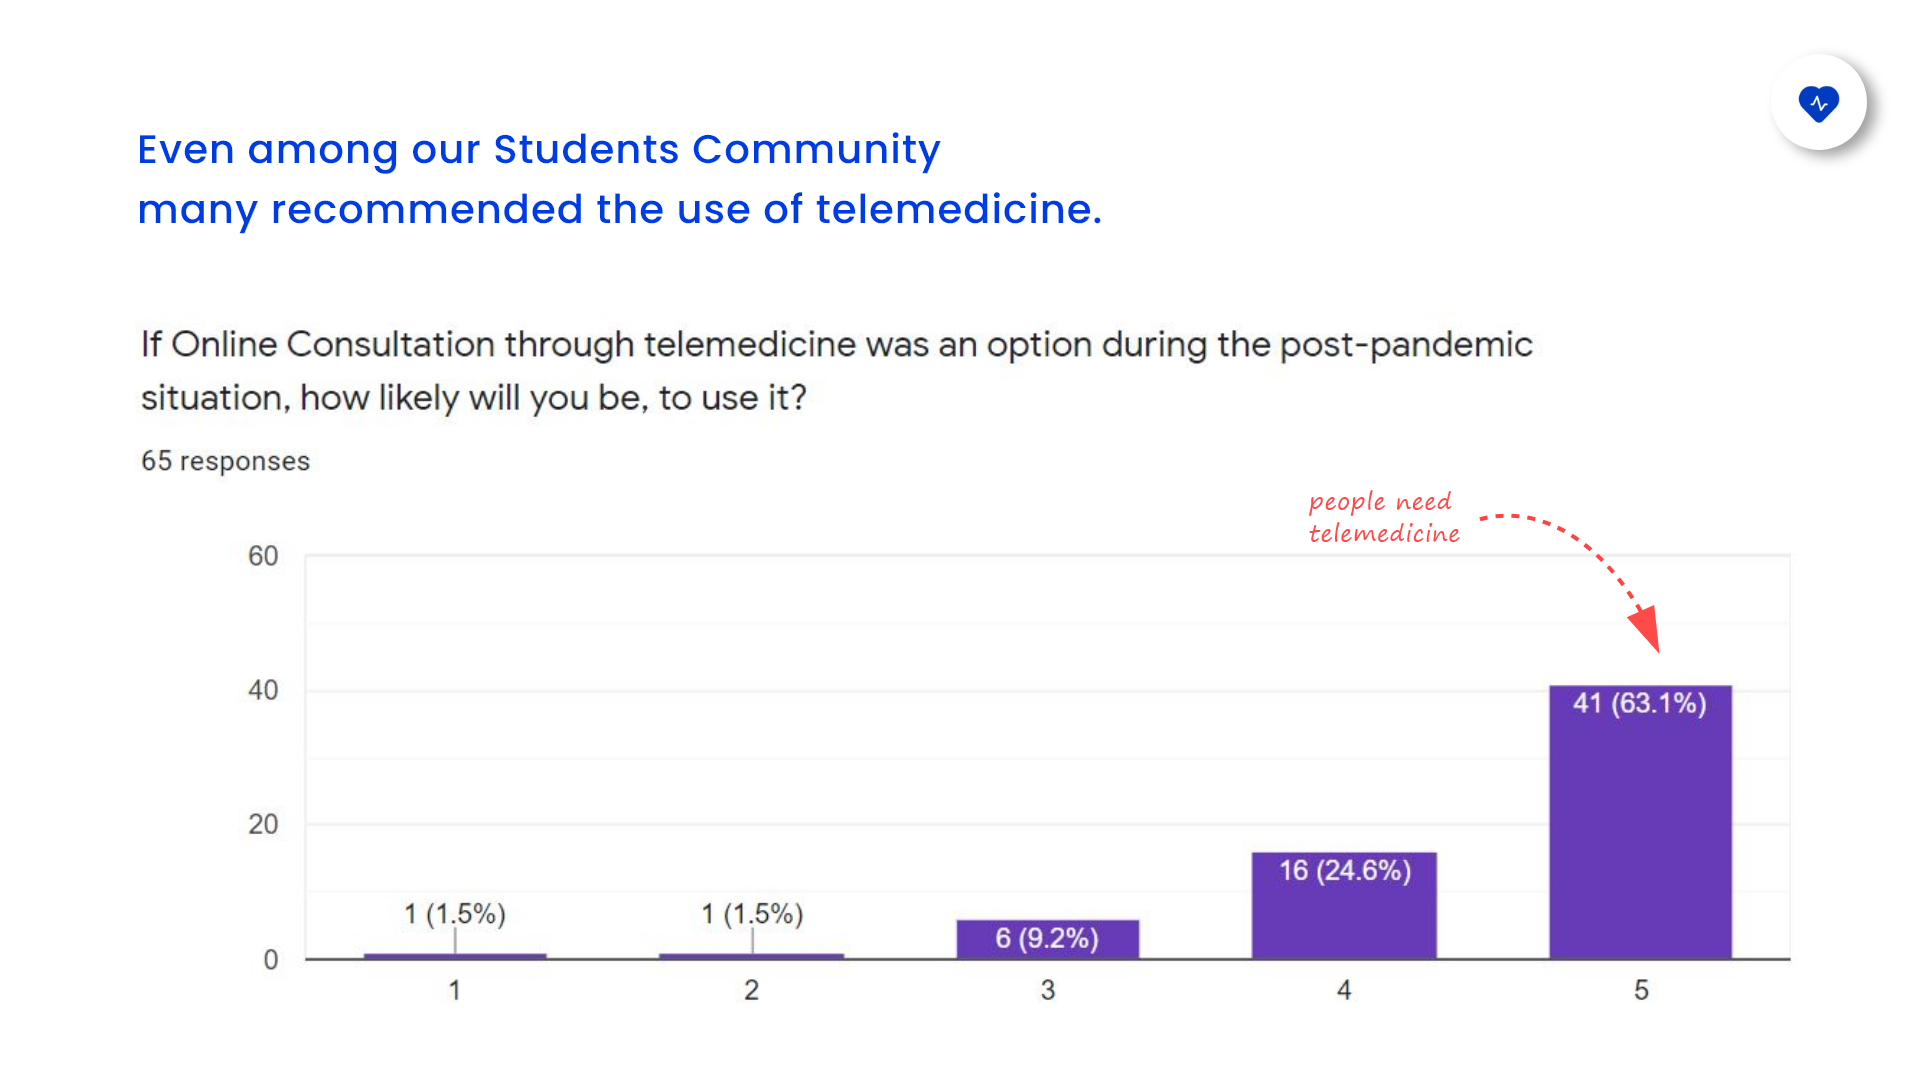 Even among our Students Community
many recommended the use of telemedicine.
If Online Consultation through telemedicine was an option during the post-pandemic
situation, how likely will you be, to use it?
65 responses
people need
telemedicine
60
40
20
0
1 (1.5%)
1 (1.5%)
6 (9.2%)
16 (24.6%)
41 (63.1%)
1
2
3
4
5